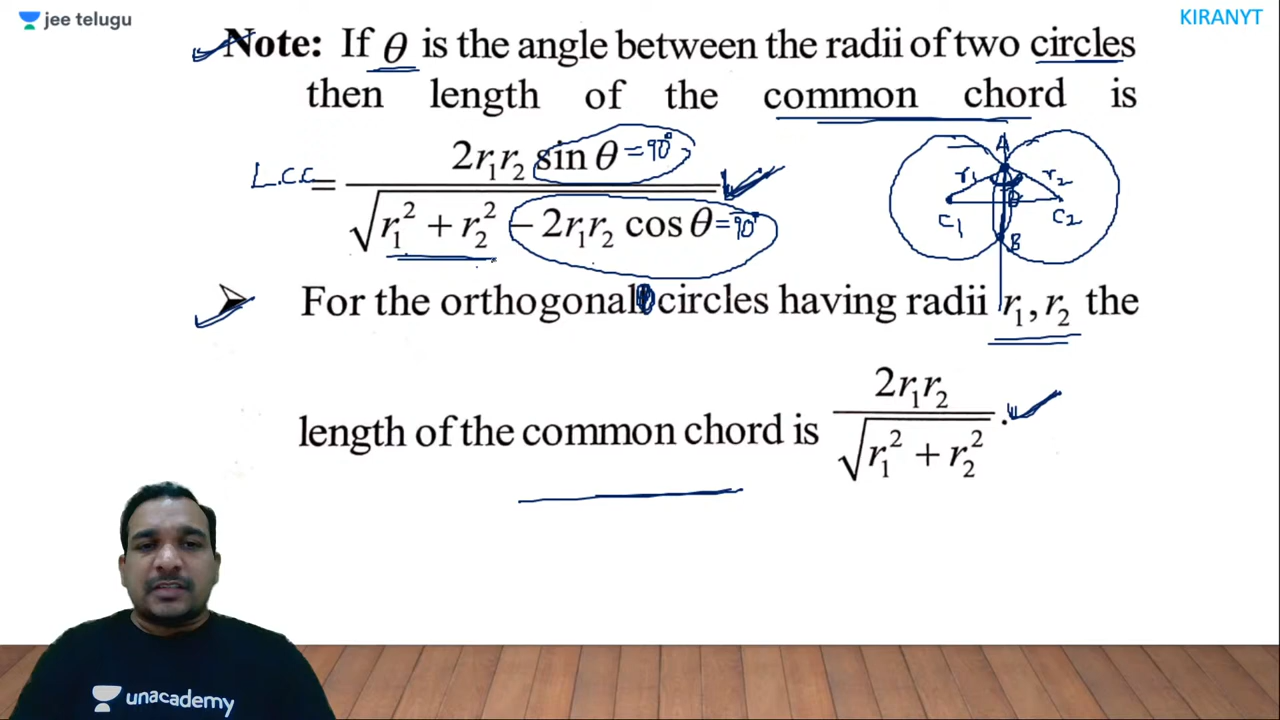 jee telugu
KIRANYT
Note: If θ is the angle between the radii of two circles
then length of the common chord is
L.C.C = 2r₁r₂ sin θ = 90° / √(r₁² + r₂² − 2r₁r₂ cos θ) = 90°
A
r₁ r₂
θ
C₁ C₂
B
For the orthogonal circles having radii r₁, r₂ the
length of the common chord is 2r₁r₂ / √(r₁² + r₂²).
unacademy